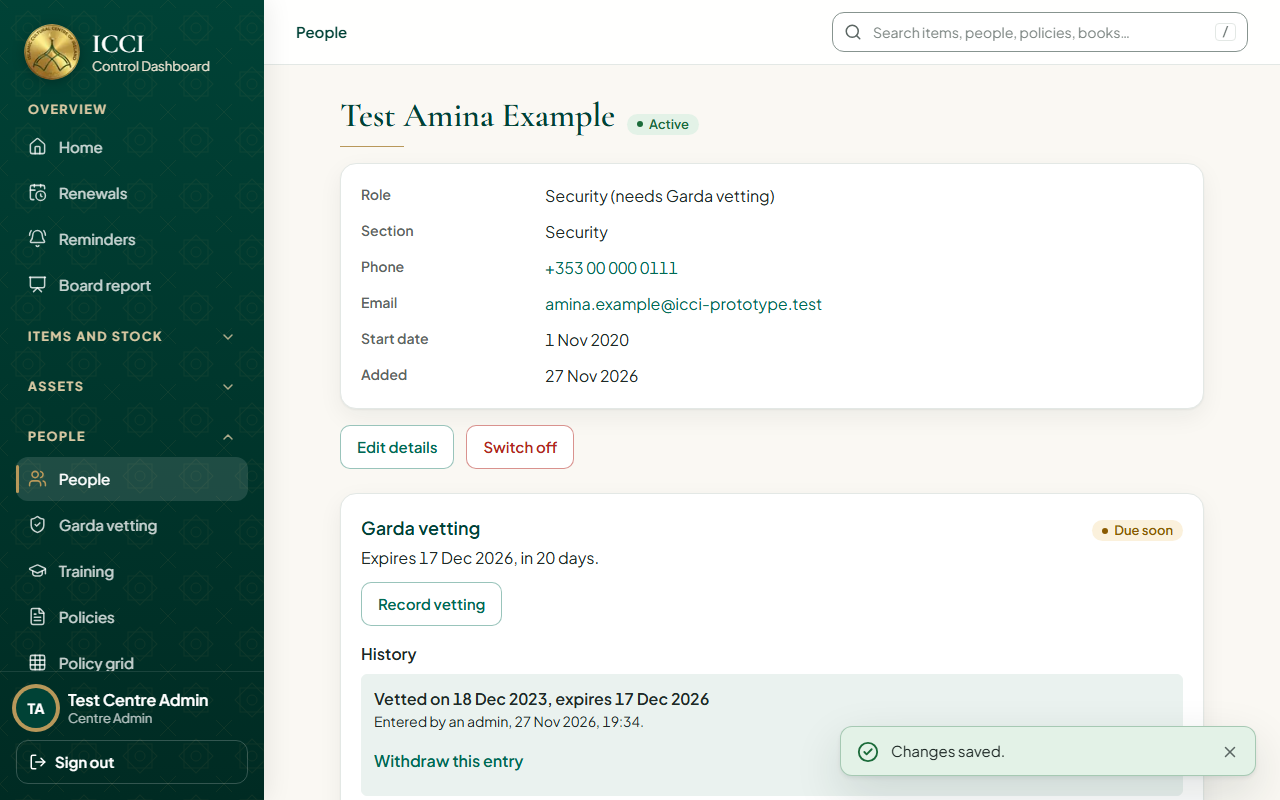 ICCI
Control Dashboard
OVERVIEW
Home
Renewals
Reminders
Board report
ITEMS AND STOCK
ASSETS
PEOPLE
People
Garda vetting
Training
Policies
Policy grid
TA
Test Centre Admin
Centre Admin
Sign out
People
Search items, people, policies, books…
/
Test Amina Example
Active
Role
Security (needs Garda vetting)
Section
Security
Phone
+353 00 000 0111
Email
amina.example@icci-prototype.test
Start date
1 Nov 2020
Added
27 Nov 2026
Edit details
Switch off
Garda vetting
Due soon
Expires 17 Dec 2026, in 20 days.
Record vetting
History
Vetted on 18 Dec 2023, expires 17 Dec 2026
Entered by an admin, 27 Nov 2026, 19:34.
Withdraw this entry
Changes saved.